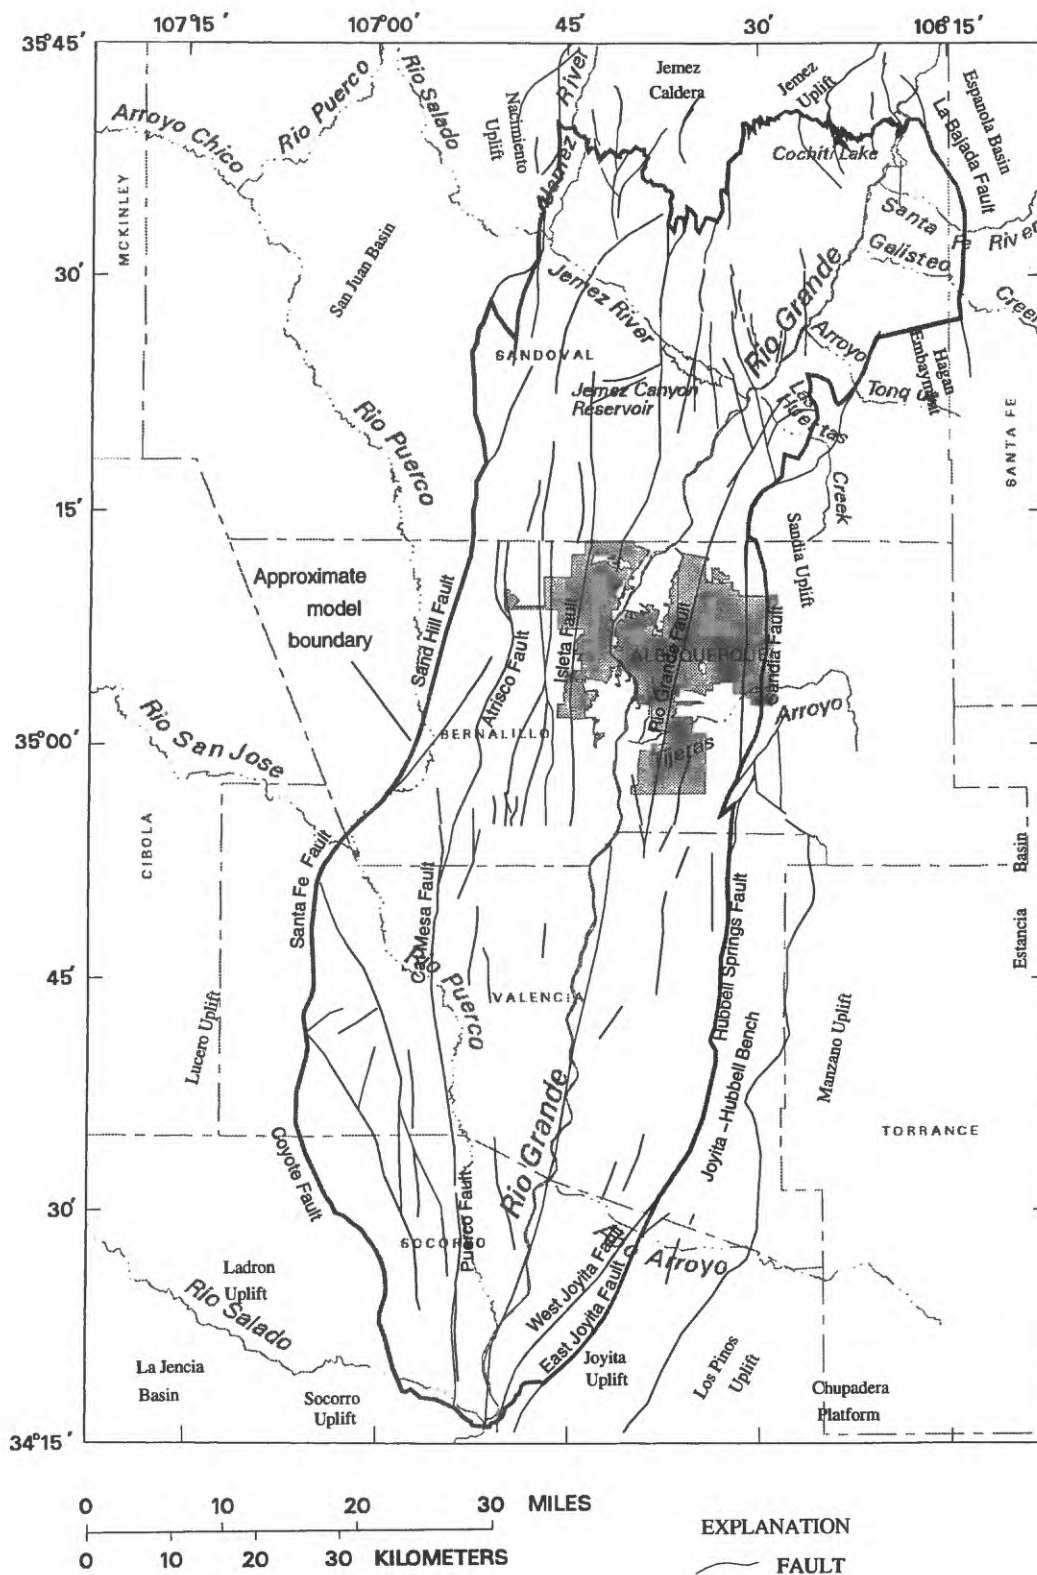 107°15′ 107°00′ 45′ 30′ 106°15′
35°45′
Rio Puerco
Rio Salado
Arroyo Chico
Nacimiento
Uplift
Jemez
River
Jemez
Caldera
Jemez
Uplift
Cochiti Lake
Espanola Basin
La Bajada Fault
MCKINLEY
San Juan Basin
Santa
Fe River
Galisteo
Creek
30′
Jemez River
Rio Grande
Arroyo
Tonq
SANDOVAL
Jemez Canyon
Reservoir
Las
Huertas
Creek
Hagan
Embayment
SANTA FE
Rio Puerco
15′
Sandia Uplift
Approximate
model
boundary
Sand Hill Fault
Atrisco Fault
Isleta Fault
Rio Grande Fault
ALBUQUERQUE
Sandia Fault
BERNALILLO
Tijeras
Arroyo
Rio San Jose
35°00′
CIBOLA
Santa Fe Fault
Cat Mesa Fault
Rio Puerco
Hubbell Springs Fault
Estancia Basin
45′
VALENCIA
Lucero Uplift
Joyita – Hubbell Bench
Manzano Uplift
TORRANCE
Coyote Fault
Rio Grande
30′
SOCORRO
Puerco Fault
West Joyita Fault
East Joyita Fault
Abo
Arroyo
Ladron
Uplift
Rio Salado
La Jencia
Basin
Socorro
Uplift
Joyita
Uplift
Los Pinos
Uplift
Chupadera
Platform
34°15′
0 10 20 30 MILES
0 10 20 30 KILOMETERS
EXPLANATION
FAULT